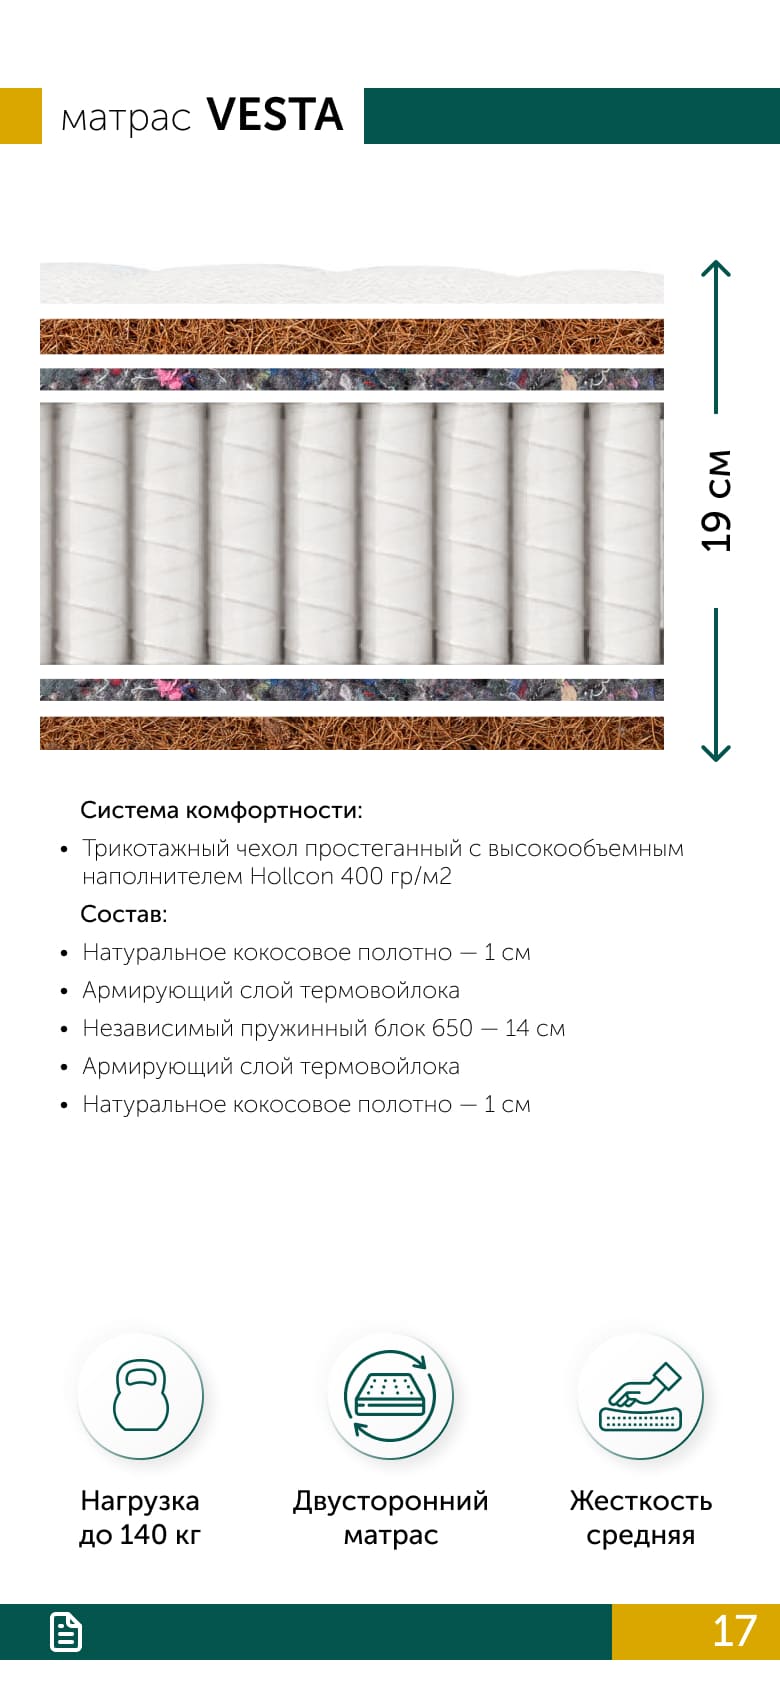 матрас VESTA
19 см
Система комфортности:
• Трикотажный чехол простеганный с высокообъемным
наполнителем Hollcon 400 гр/м2
Состав:
• Натуральное кокосовое полотно — 1 см
• Армирующий слой термовойлока
• Независимый пружинный блок 650 — 14 см
• Армирующий слой термовойлока
• Натуральное кокосовое полотно — 1 см
Нагрузка
до 140 кг
Двусторонний
матрас
Жесткость
средняя
17